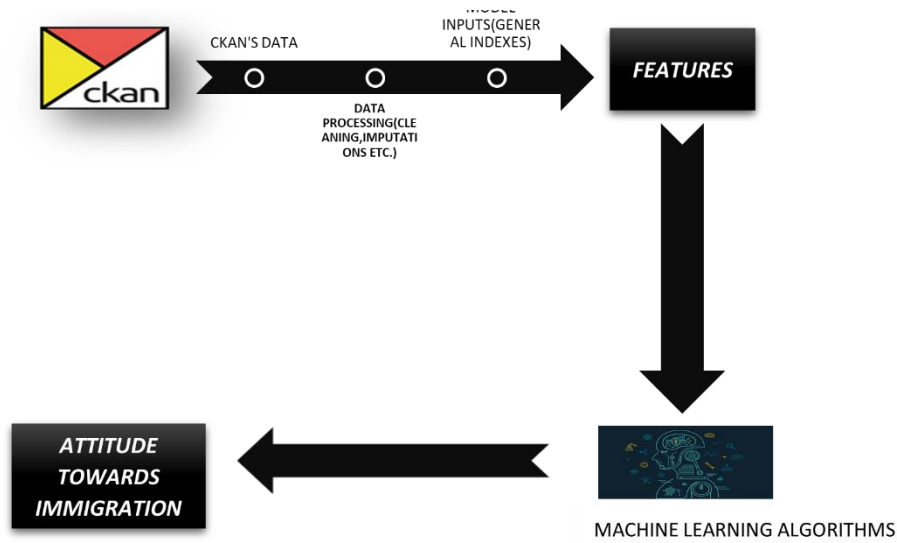 ckan
CKAN'S DATA
DATA
PROCESSING(CLE
ANING,IMPUTATI
ONS ETC.)
MODEL
INPUTS(GENER
AL INDEXES)
FEATURES
MACHINE LEARNING ALGORITHMS
ATTITUDE
TOWARDS
IMMIGRATION